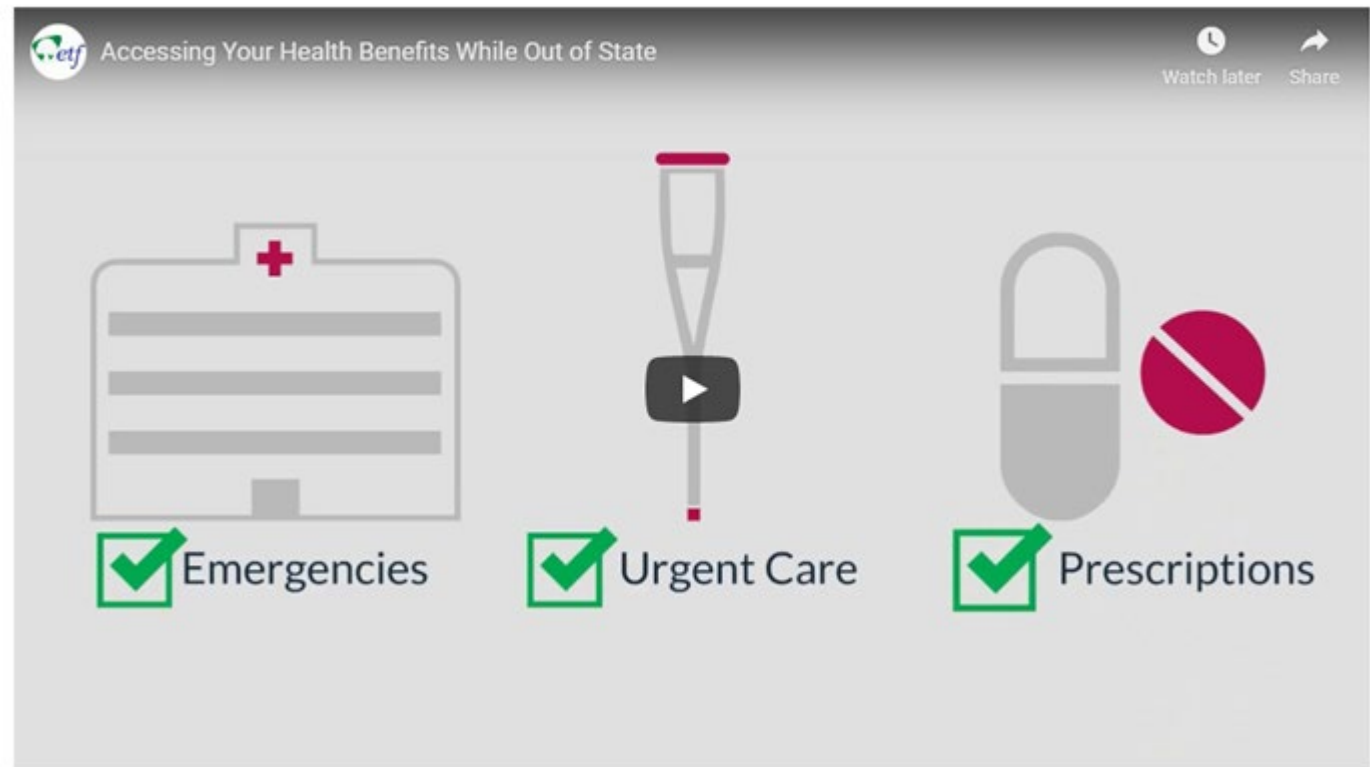 etf Accessing Your Health Benefits While Out of State
Watch later Share
Emergencies Urgent Care Prescriptions